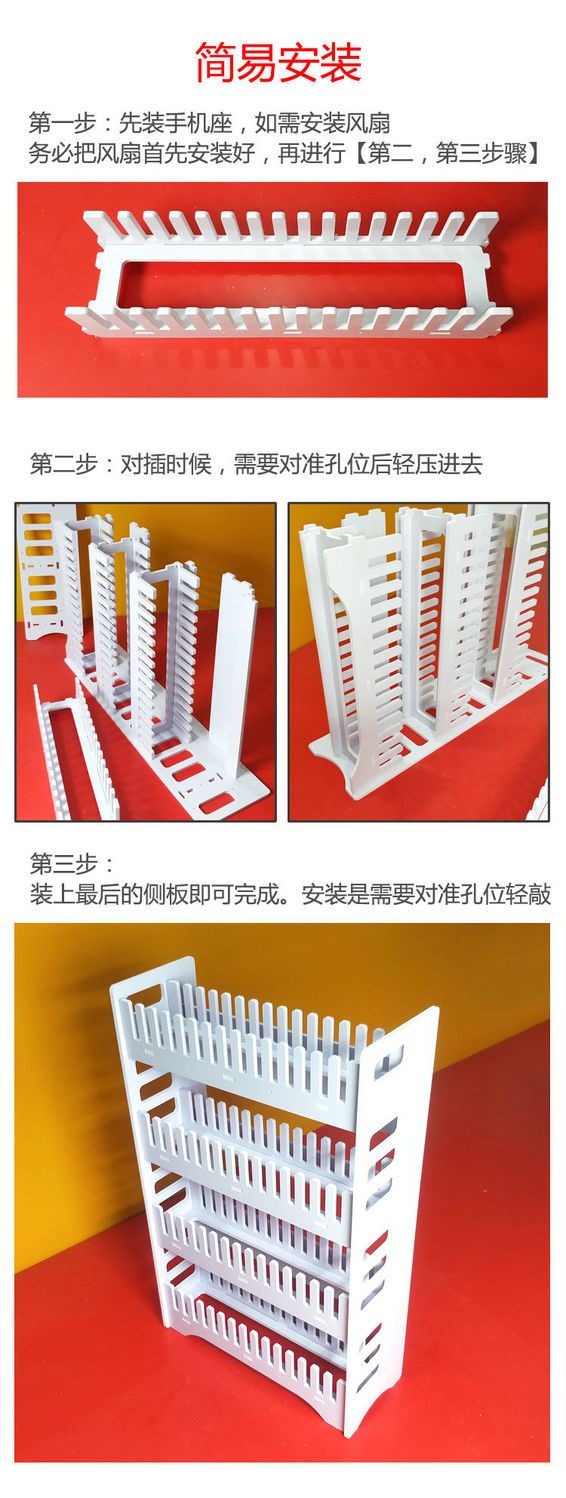 简易安装
第一步：先装手机座，如需安装风扇
务必把风扇首先安装好，再进行【第二，第三步骤】
第二步：对插时候，需要对准孔位后轻压进去
第三步：
装上最后的侧板即可完成。安装是需要对准孔位轻敲